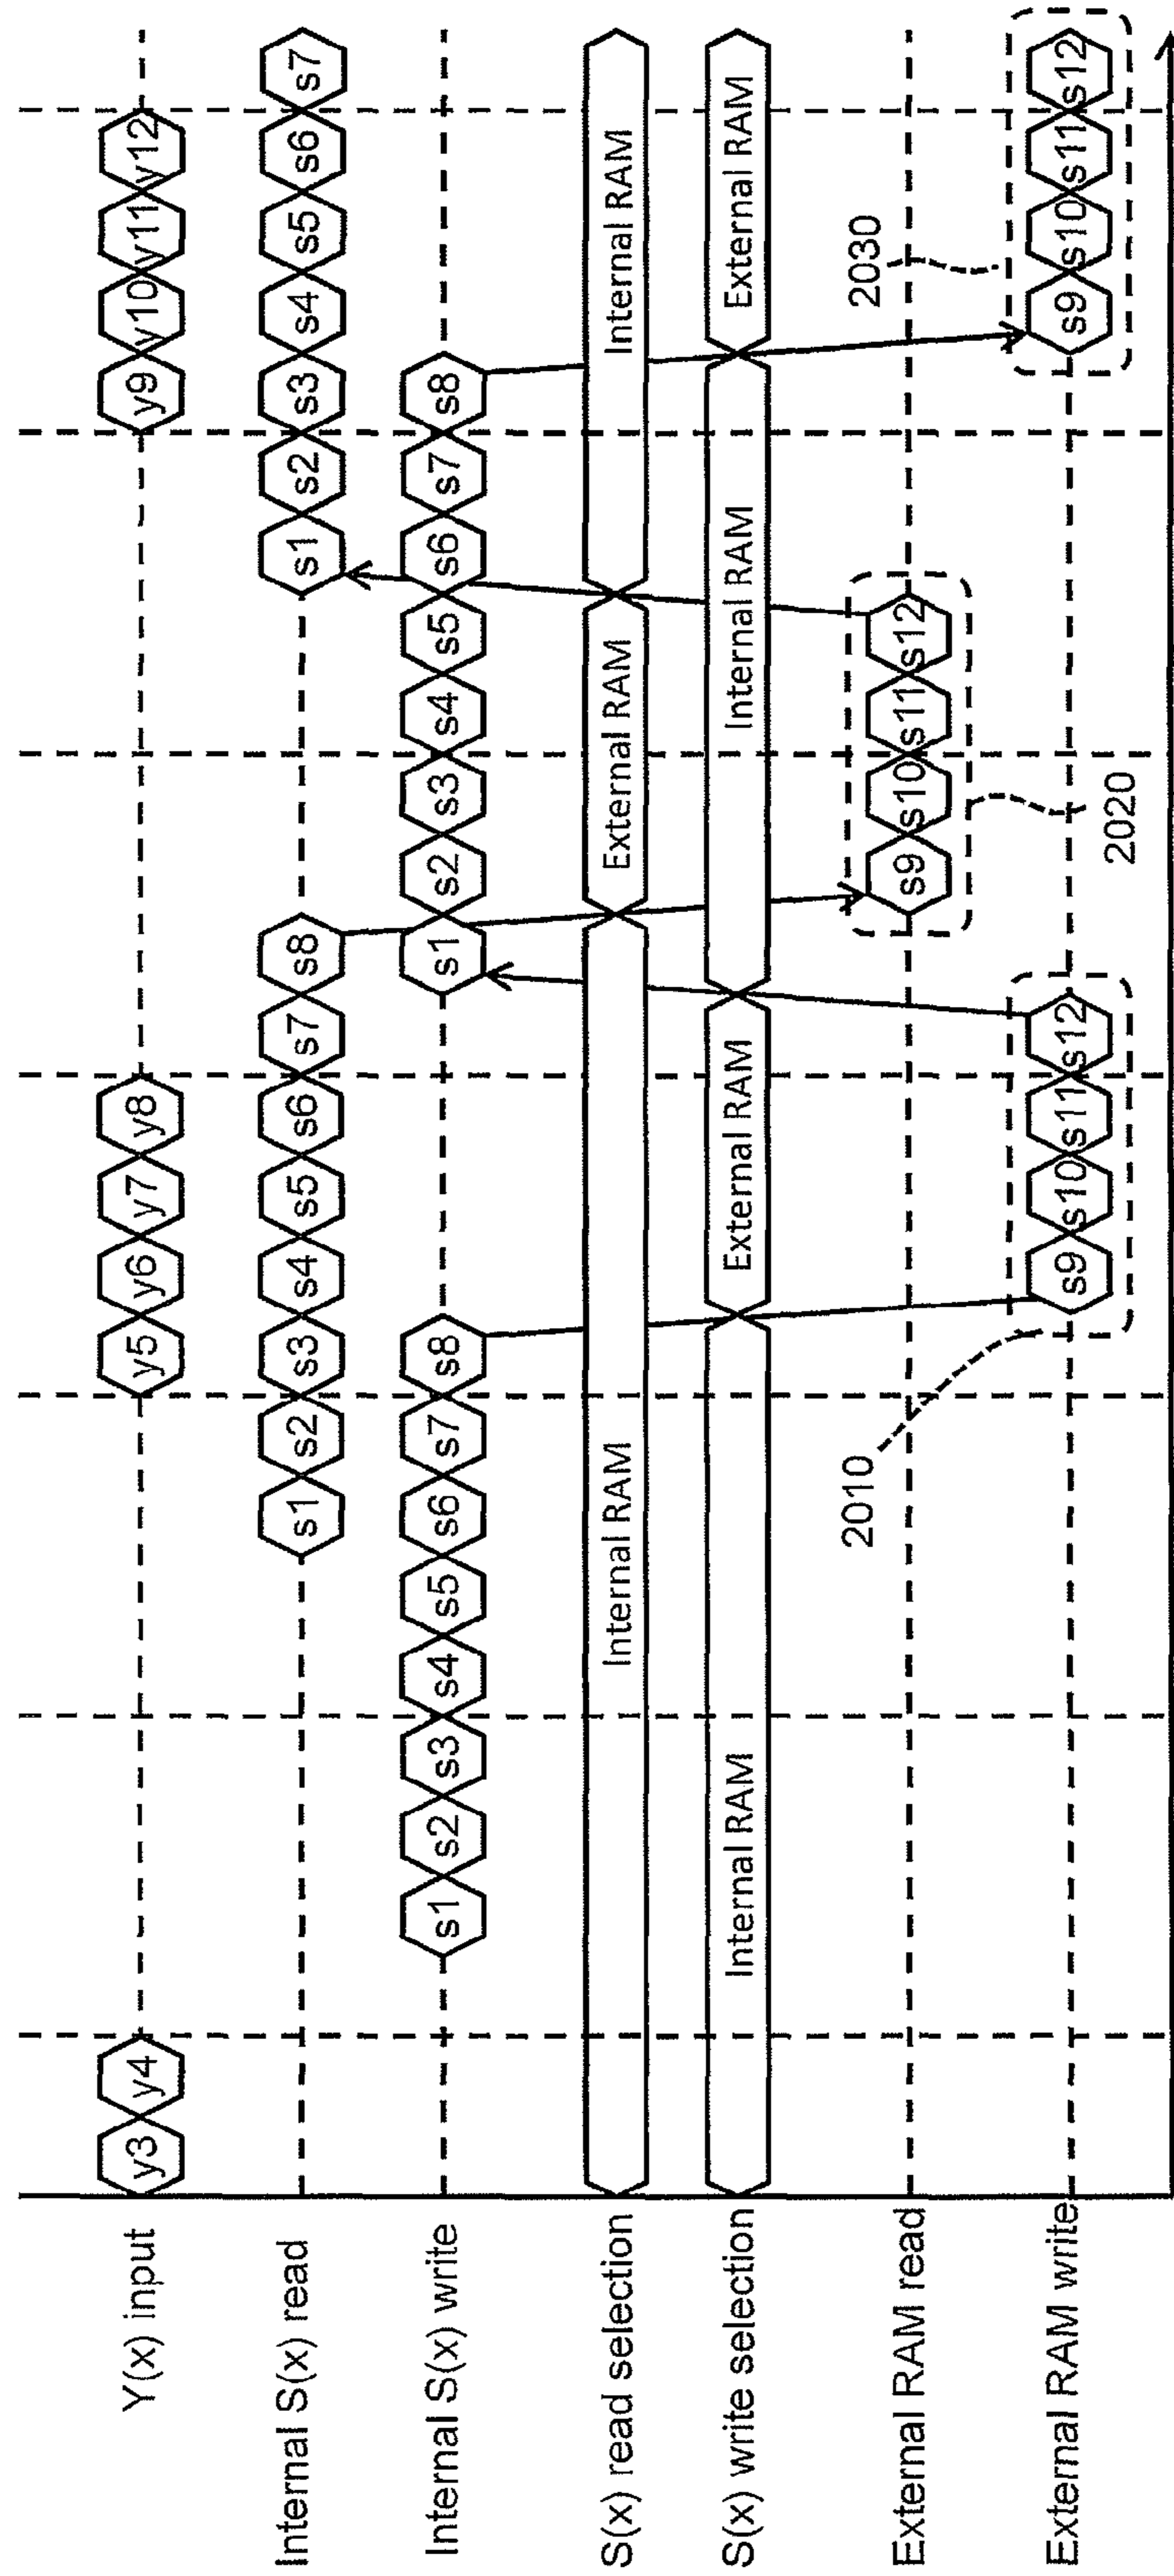 Y(x) input y3 y4 y5 y6 y7 y8 y9 y10 y11 y12
Internal S(x) read s1 s2 s3 s4 s5 s6 s7 s8 s1 s2 s3 s4 s5 s6 s7
Internal S(x) write s1 s2 s3 s4 s5 s6 s7 s8 s1 s2 s3 s4 s5 s6 s7 s8
S(x) read selection Internal RAM External RAM Internal RAM
S(x) write selection Internal RAM External RAM Internal RAM External RAM
2010 2030
External RAM read s9 s10 s11 s12
External RAM write s9 s10 s11 s12 s9 s10 s11 s12
2020